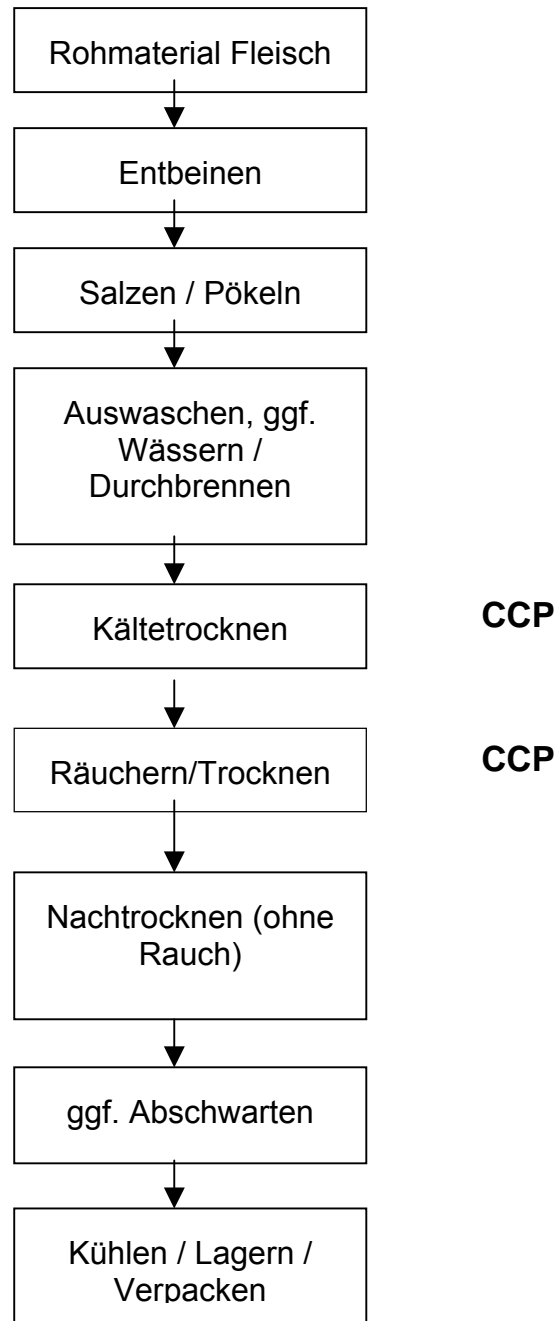 Rohmaterial Fleisch
Entbeinen
Salzen / Pökeln
Auswaschen, ggf.
Wässern /
Durchbrennen
Kältetrocknen
CCP
Räuchern/Trocknen
CCP
Nachtrocknen (ohne
Rauch)
ggf. Abschwarten
Kühlen / Lagern /
Verpacken